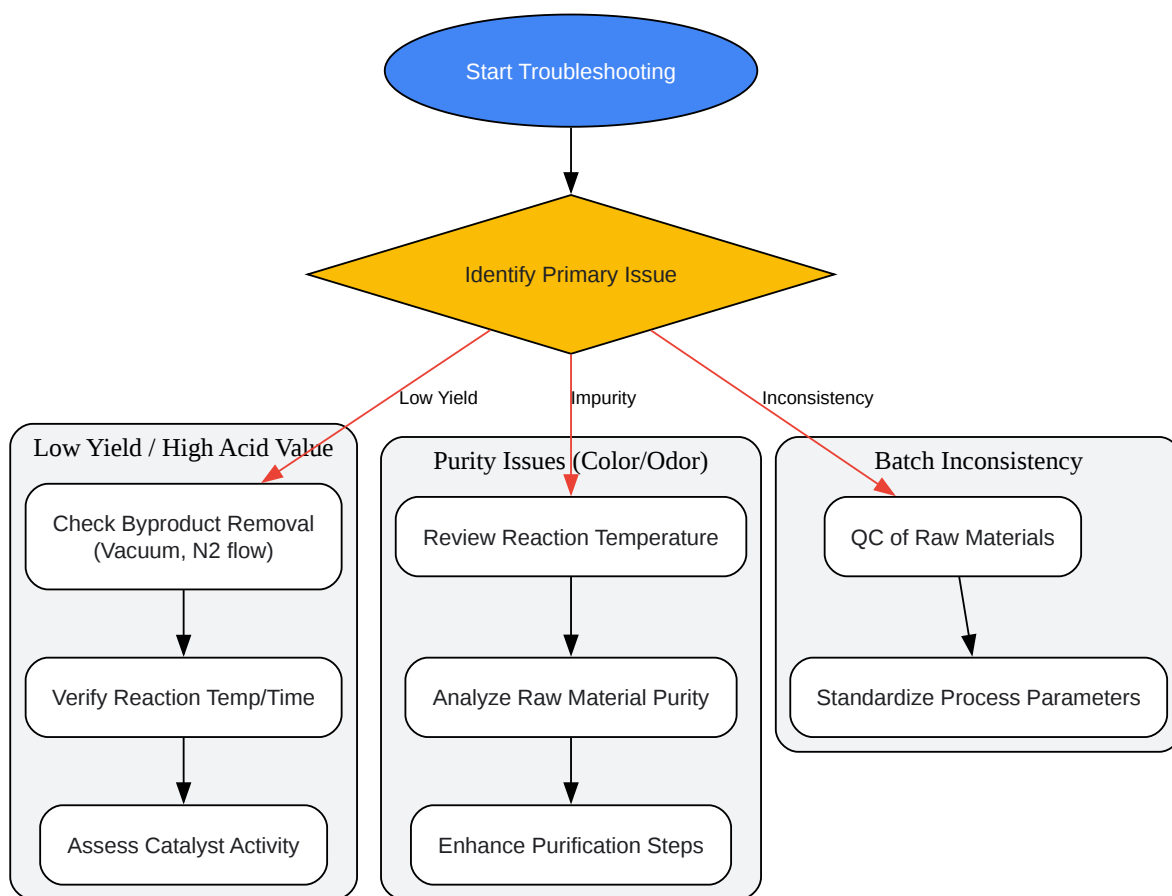 Start Troubleshooting
Identify Primary Issue
Low Yield
Impurity
Inconsistency
Low Yield / High Acid Value
Check Byproduct Removal
(Vacuum, N2 flow)
Verify Reaction Temp/Time
Assess Catalyst Activity
Purity Issues (Color/Odor)
Review Reaction Temperature
Analyze Raw Material Purity
Enhance Purification Steps
Batch Inconsistency
QC of Raw Materials
Standardize Process Parameters